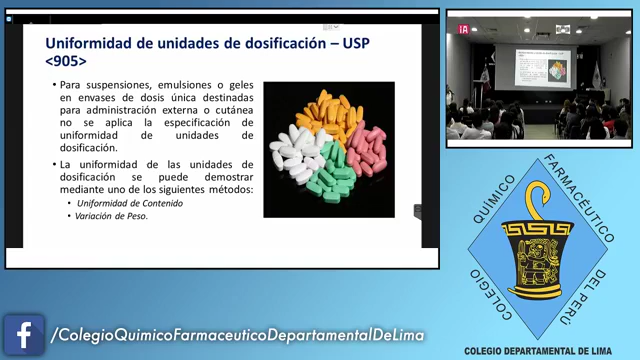 Uniformidad de unidades de dosificación – USP
<905>
• Para suspensiones, emulsiones o geles
en envases de dosis única destinadas
para administración externa o cutánea
no se aplica la especificación de
uniformidad de unidades de
dosificación.
• La uniformidad de las unidades de
dosificación se puede demostrar
mediante uno de los siguientes métodos:
• Uniformidad de Contenido
• Variación de Peso.
COLEGIO QUÍMICO FARMACÉUTICO DEL PERÚ
COLEGIO DEPARTAMENTAL DE LIMA
f /ColegioQuimicoFarmaceuticoDepartamentalDeLima